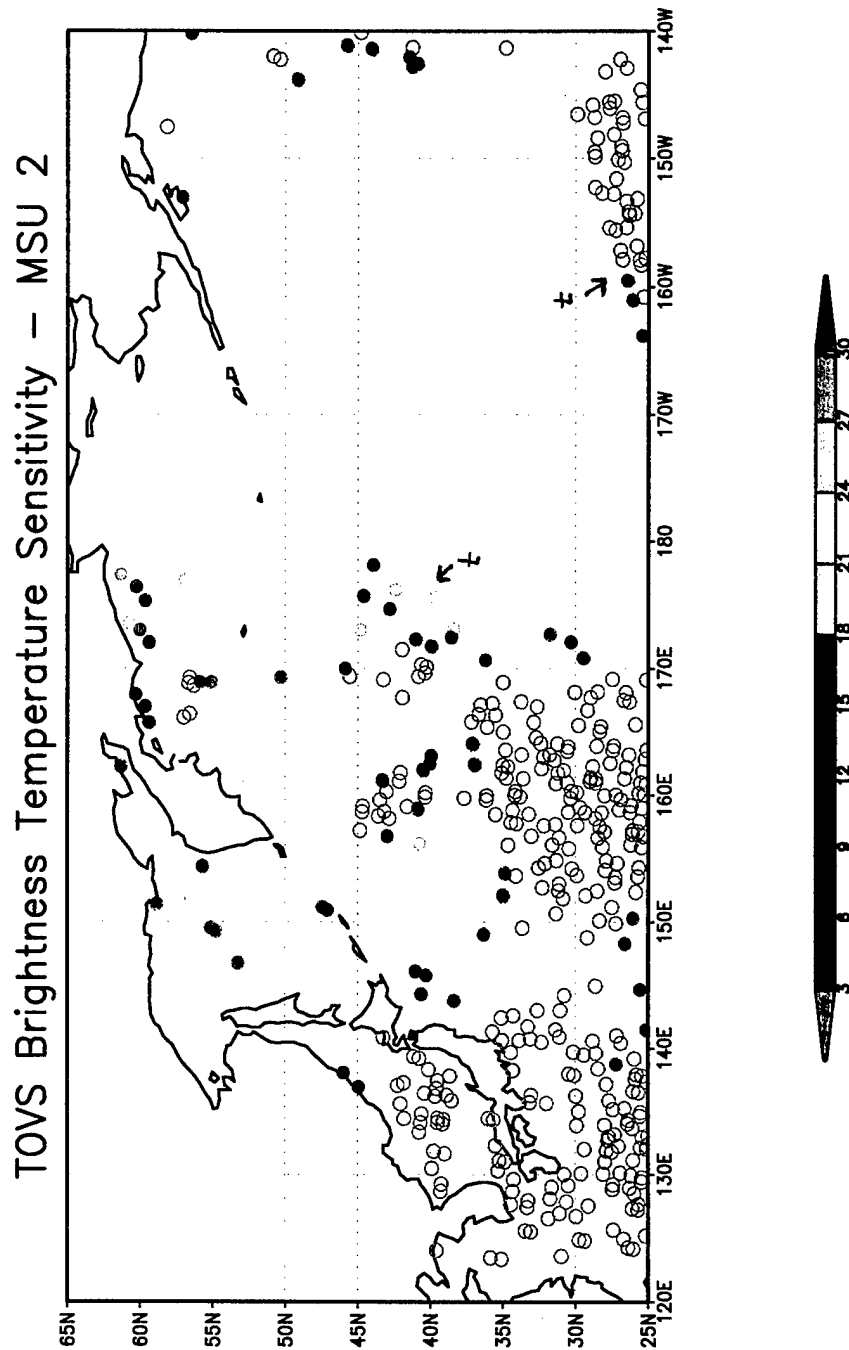 TOVS Brightness Temperature Sensitivity – MSU 2
65N
60N
55N
50N
45N
40N
35N
30N
25N
120E
130E
140E
150E
160E
170E
180
170W
160W
150W
140W
3
6
9
12
15
18
21
24
27
30